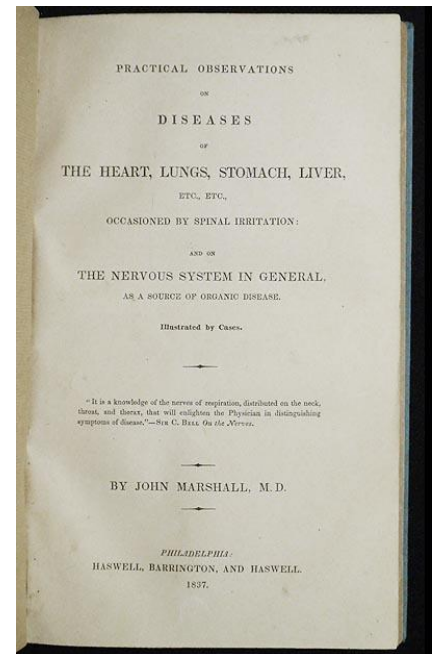 PRACTICAL OBSERVATIONS
ON
DISEASES
OF
THE HEART, LUNGS, STOMACH, LIVER,
ETC., ETC.,
OCCASIONED BY SPINAL IRRITATION:
AND ON
THE NERVOUS SYSTEM IN GENERAL,
AS A SOURCE OF ORGANIC DISEASE.
Illustrated by Cases.
"It is a knowledge of the nerves of respiration, distributed on the neck,
throat, and thorax, that will enlighten the Physician in distinguishing
symptoms of disease."—SIR C. BELL On the Nerves.
BY JOHN MARSHALL, M.D.
PHILADELPHIA:
HASWELL, BARRINGTON, AND HASWELL.
1837.